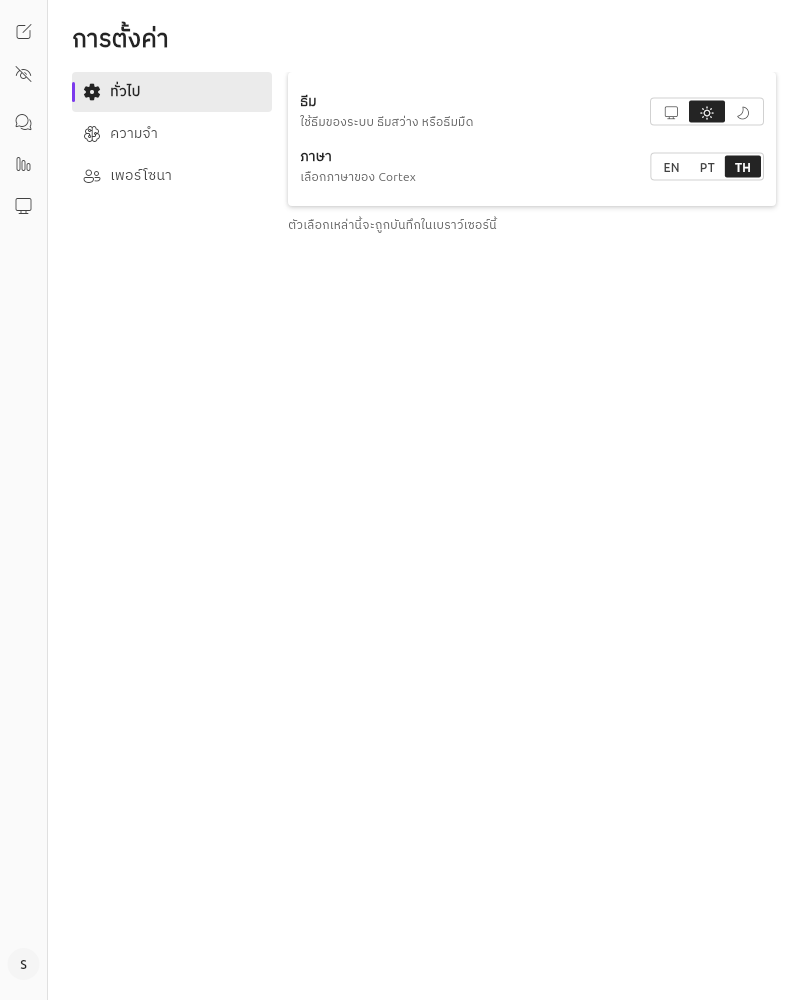 การตั้งค่า
ทั่วไป
ความจำ
เพอร์โซนา
ธีม
ใช้ธีมของระบบ ธีมสว่าง หรือธีมมืด
ภาษา
เลือกภาษาของ Cortex
EN PT TH
ตัวเลือกเหล่านี้จะถูกบันทึกในเบราว์เซอร์นี้
S